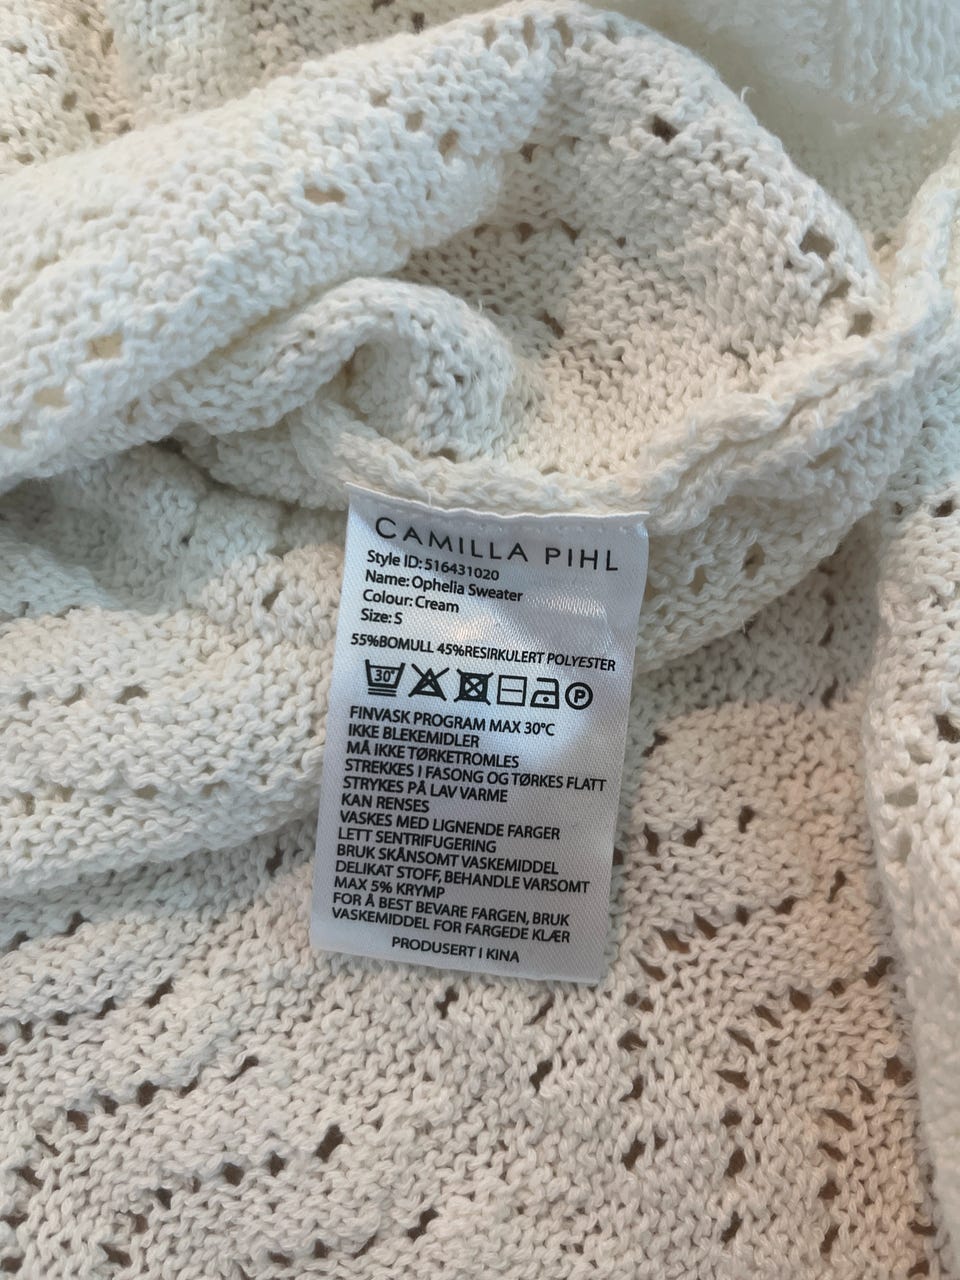 CAMILLA PIHL
Style ID: 516431020
Name: Ophelia Sweater
Colour: Cream
Size: S
55%BOMULL 45%RESIRKULERT POLYESTER
30° P
FINVASK PROGRAM MAX 30°C
IKKE BLEKEMIDLER
MÅ IKKE TØRKETROMLES
STREKKES I FASONG OG TØRKES FLATT
STRYKES PÅ LAV VARME
KAN RENSES
VASKES MED LIGNENDE FARGER
LETT SENTRIFUGERING
BRUK SKÅNSOMT VASKEMIDDEL
DELIKAT STOFF, BEHANDLE VARSOMT
MAX 5% KRYMP
FOR Å BEST BEVARE FARGEN, BRUK
VASKEMIDDEL FOR FARGEDE KLÆR
PRODUSERT I KINA